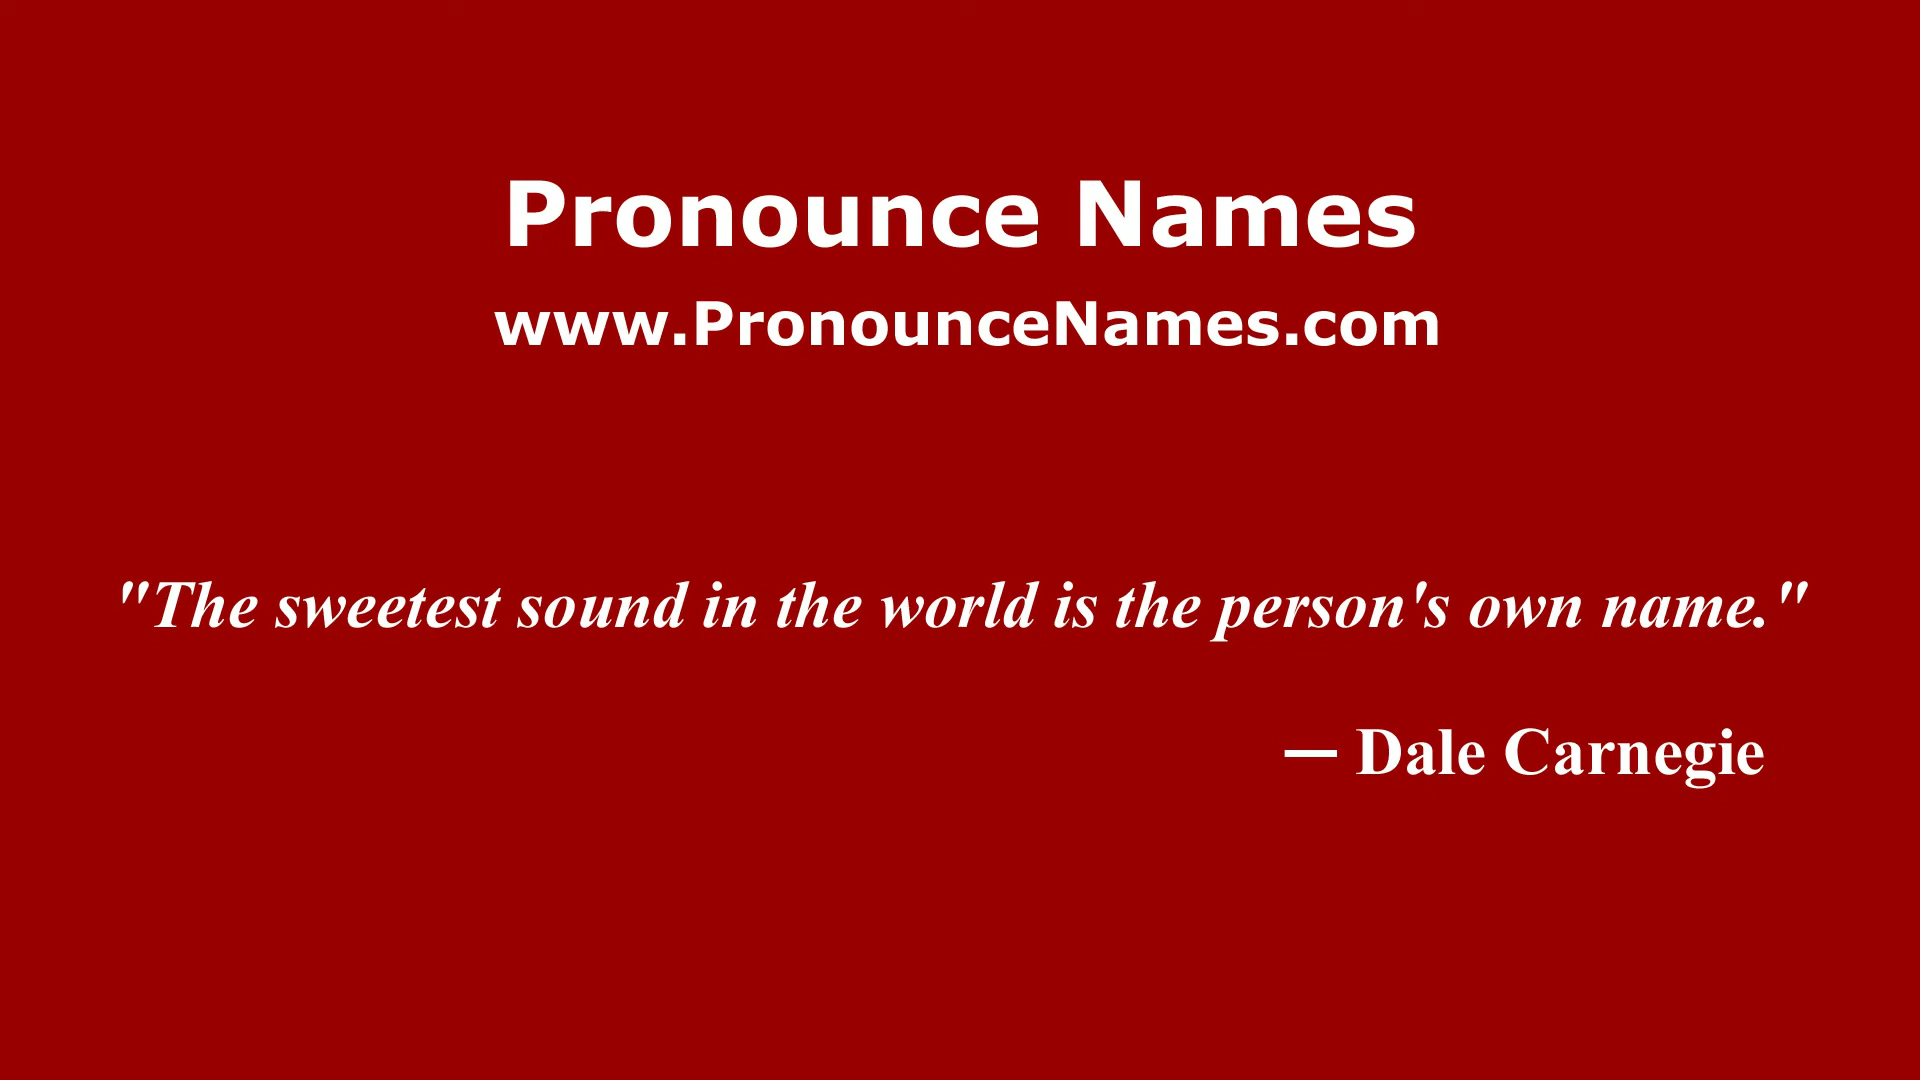 Pronounce Names
www.PronounceNames.com
"The sweetest sound in the world is the person's own name."
— Dale Carnegie